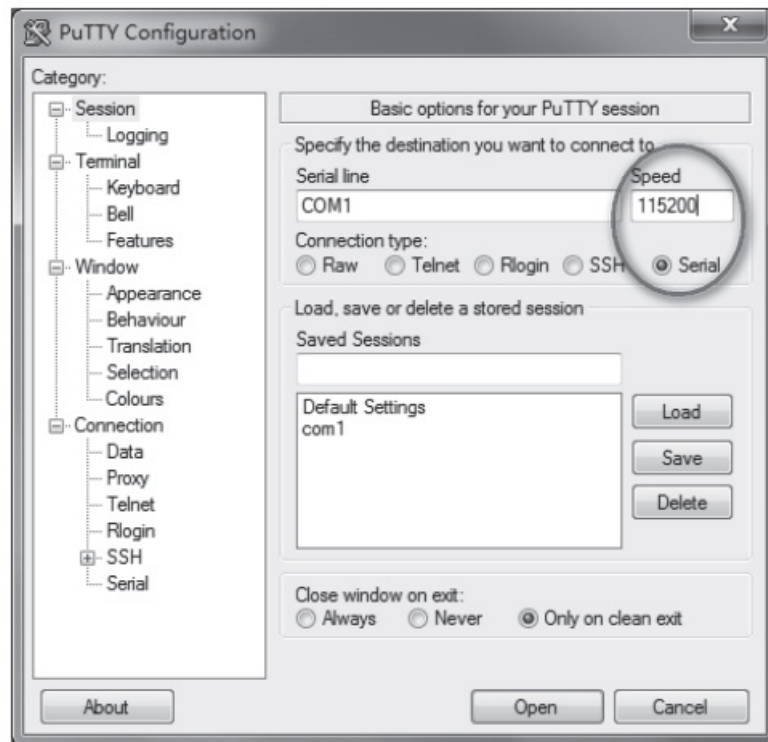 PuTTY Configuration
Category:
Session
Logging
Terminal
Keyboard
Bell
Features
Window
Appearance
Behaviour
Translation
Selection
Colours
Connection
Data
Proxy
Telnet
Rlogin
SSH
Serial
Basic options for your PuTTY session
Specify the destination you want to connect to
Serial line Speed
COM1 115200
Connection type:
Raw Telnet Rlogin SSH Serial
Load, save or delete a stored session
Saved Sessions
Default Settings
com1
Load
Save
Delete
Close window on exit:
Always Never Only on clean exit
About Open Cancel